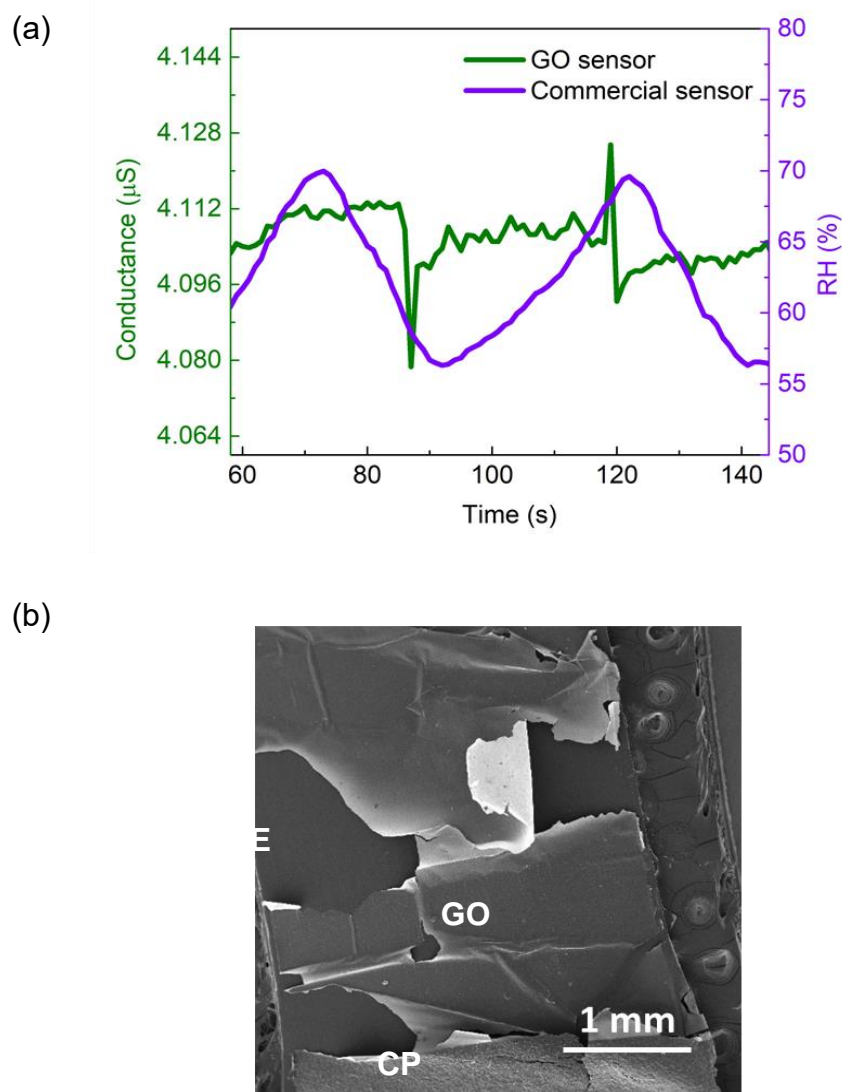 (a)
GO sensor
Commercial sensor
Conductance (μS)
4.144
4.128
4.112
4.096
4.080
4.064
80
75
70
65
60
55
50
RH (%)
60 80 100 120 140
Time (s)
(b)
E
GO
1 mm
CP